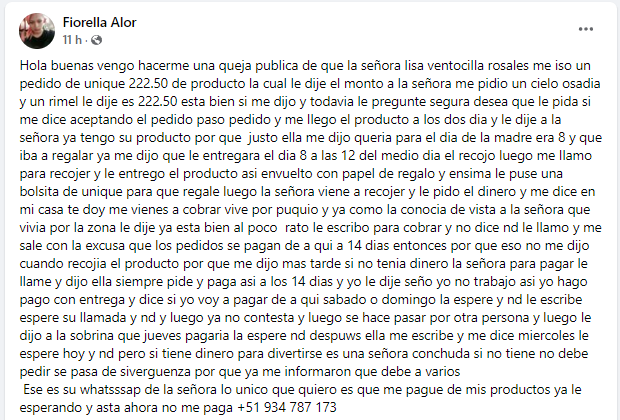 Fiorella Alor
11 h ·
Hola buenas vengo hacerme una queja publica de que la señora lisa ventocilla rosales me iso un
pedido de unique 222.50 de producto la cual le dije el monto a la señora me pidio un cielo osadia
y un rimel le dije es 222.50 esta bien si me dijo y todavia le pregunte segura desea que le pida si
me dice aceptando el pedido paso pedido y me llego el producto a los dos dia y le dije a la
señora ya tengo su producto por que  justo ella me dijo queria para el dia de la madre era 8 y que
iba a regalar ya me dijo que le entregara el dia 8 a las 12 del medio dia el recojo luego me llamo
para recojer y le entrego el producto asi envuelto con papel de regalo y ensima le puse una
bolsita de unique para que regale luego la señora viene a recojer y le pido el dinero y me dice en
mi casa te doy me vienes a cobrar vive por puquio y ya como la conocia de vista a la señora que
vivia por la zona le dije ya esta bien al poco  rato le escribo para cobrar y no dice nd le llamo y me
sale con la excusa que los pedidos se pagan de a qui a 14 dias entonces por que eso no me dijo
cuando recojia el producto por que me dijo mas tarde si no tenia dinero la señora para pagar le
llame y dijo ella siempre pide y paga asi a los 14 dias y yo le dije seño yo no trabajo asi yo hago
pago con entrega y dice si yo voy a pagar de a qui sabado o domingo la espere y nd le escribe
espere su llamada y nd y luego ya no contesta y luego se hace pasar por otra persona y luego le
dijo a la sobrina que jueves pagaria la espere nd despuws ella me escribe y me dice miercoles le
espere hoy y nd pero si tiene dinero para divertirse es una señora conchuda si no tiene no debe
pedir se pasa de siverguenza por que ya me informaron que debe a varios
Ese es su whatsssap de la señora lo unico que quiero es que me pague de mis productos ya le
esperando y asta ahora no me paga +51 934 787 173